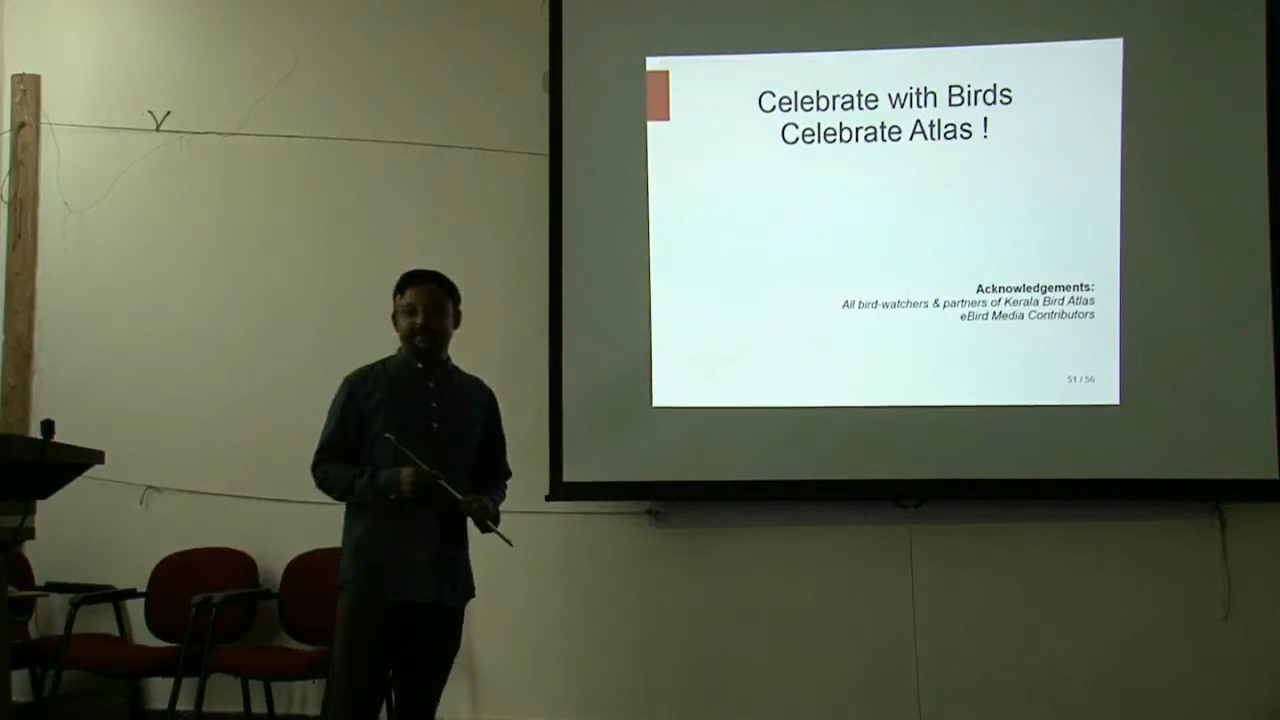 Celebrate with Birds
Celebrate Atlas !
Acknowledgements:
All bird-watchers & partners of Kerala Bird Atlas
eBird Media Contributors
51 / 56